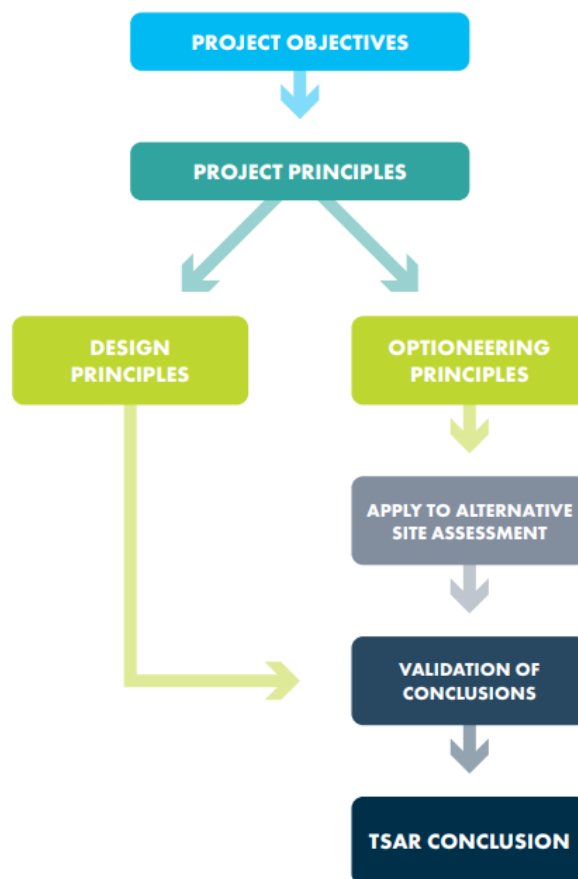 PROJECT OBJECTIVES
PROJECT PRINCIPLES
DESIGN
PRINCIPLES
OPTIONEERING
PRINCIPLES
APPLY TO ALTERNATIVE
SITE ASSESSMENT
VALIDATION OF
CONCLUSIONS
TSAR CONCLUSION